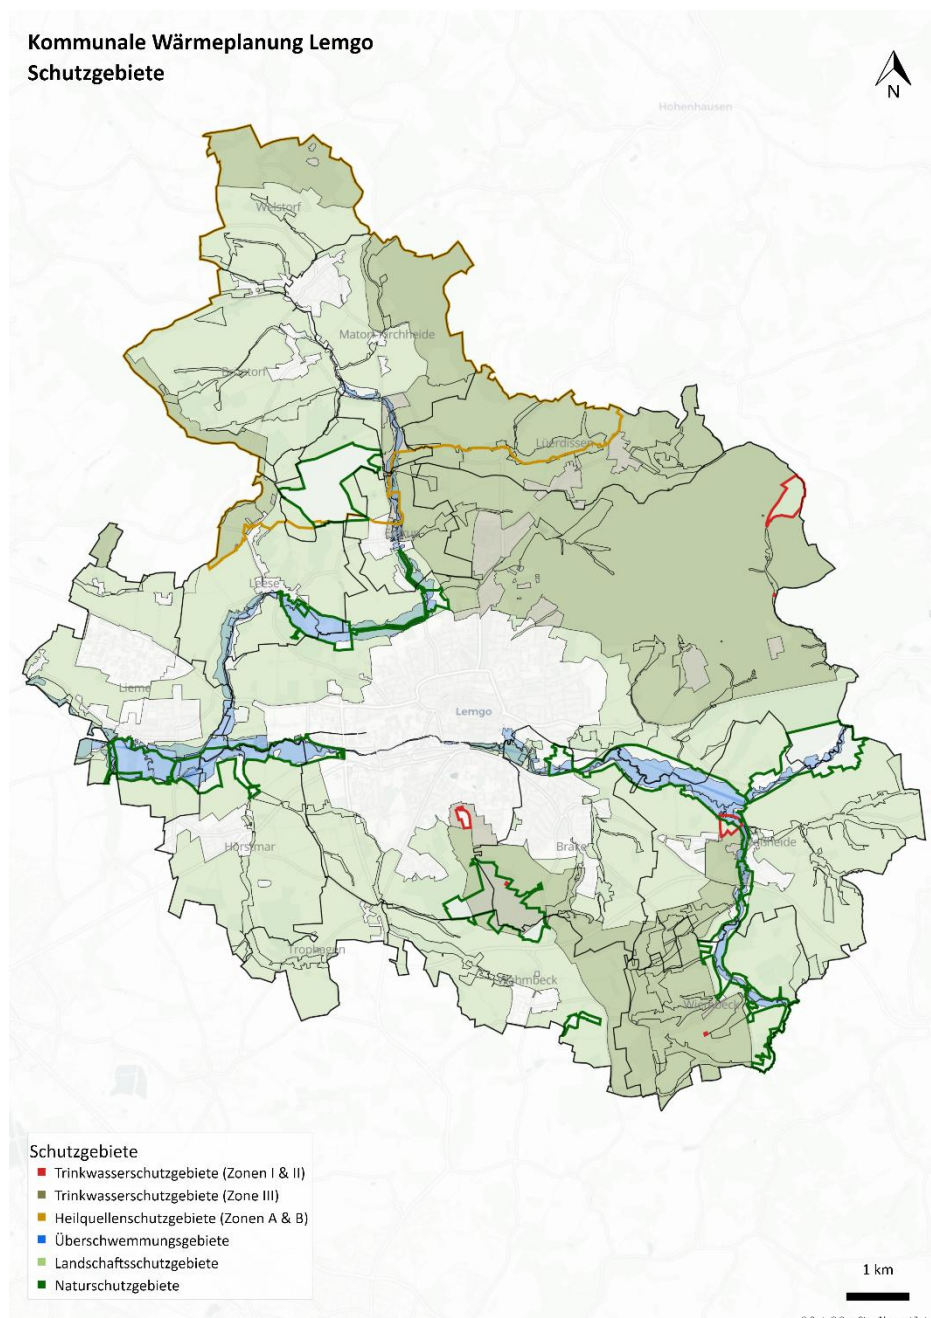 Kommunale Wärmeplanung Lemgo
Schutzgebiete
N
Hohenhausen
Welstorf
Matorf-Kirchheide
Lüerdissen
Leese
Lieme
Lemgo
Hörstmar
Brake
Trophagen
Wahmbeck
Schutzgebiete
Trinkwasserschutzgebiete (Zonen I & II)
Trinkwasserschutzgebiete (Zone III)
Heilquellenschutzgebiete (Zonen A & B)
Überschwemmungsgebiete
Landschaftsschutzgebiete
Naturschutzgebiete
1 km